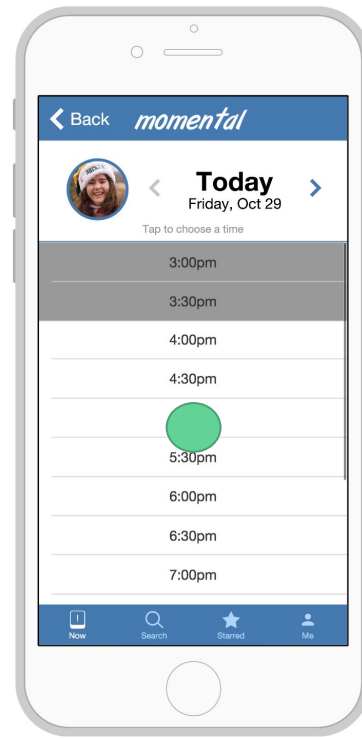 Back momental
Today
Friday, Oct 29
Tap to choose a time
3:00pm
3:30pm
4:00pm
4:30pm
5:30pm
6:00pm
6:30pm
7:00pm
Now Search Starred Me